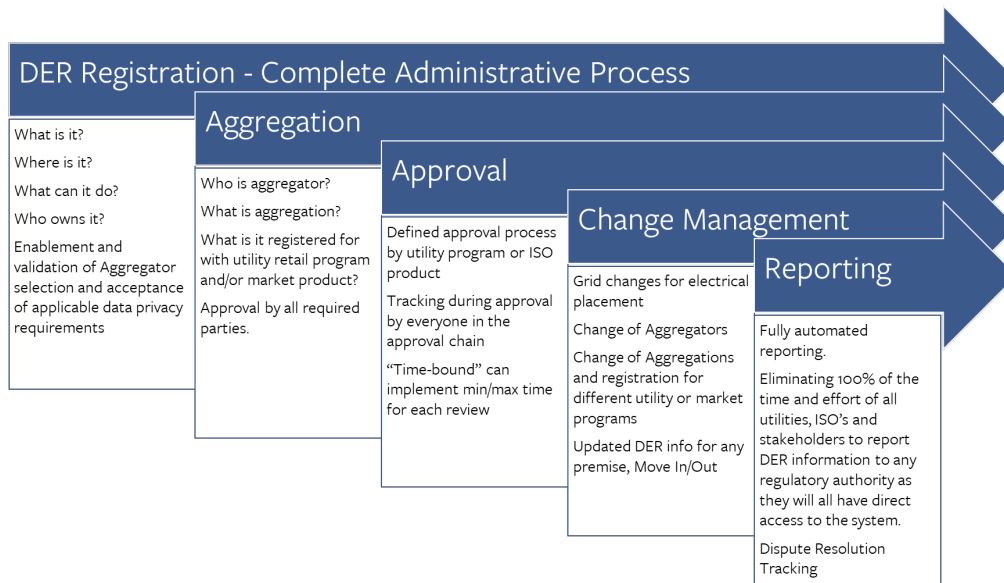 DER Registration - Complete Administrative Process
What is it?
Where is it?
What can it do?
Who owns it?
Enablement and
validation of Aggregator
selection and acceptance
of applicable data privacy
requirements
Aggregation
Who is aggregator?
What is aggregation?
What is it registered for
with utility retail program
and/or market product?
Approval by all required
parties.
Approval
Defined approval process
by utility program or ISO
product
Tracking during approval
by everyone in the
approval chain
“Time-bound” can
implement min/max time
for each review
Change Management
Grid changes for electrical
placement
Change of Aggregators
Change of Aggregations
and registration for
different utility or market
programs
Updated DER info for any
premise, Move In/Out
Reporting
Fully automated
reporting.
Eliminating 100% of the
time and effort of all
utilities, ISO’s and
stakeholders to report
DER information to any
regulatory authority as
they will all have direct
access to the system.
Dispute Resolution
Tracking